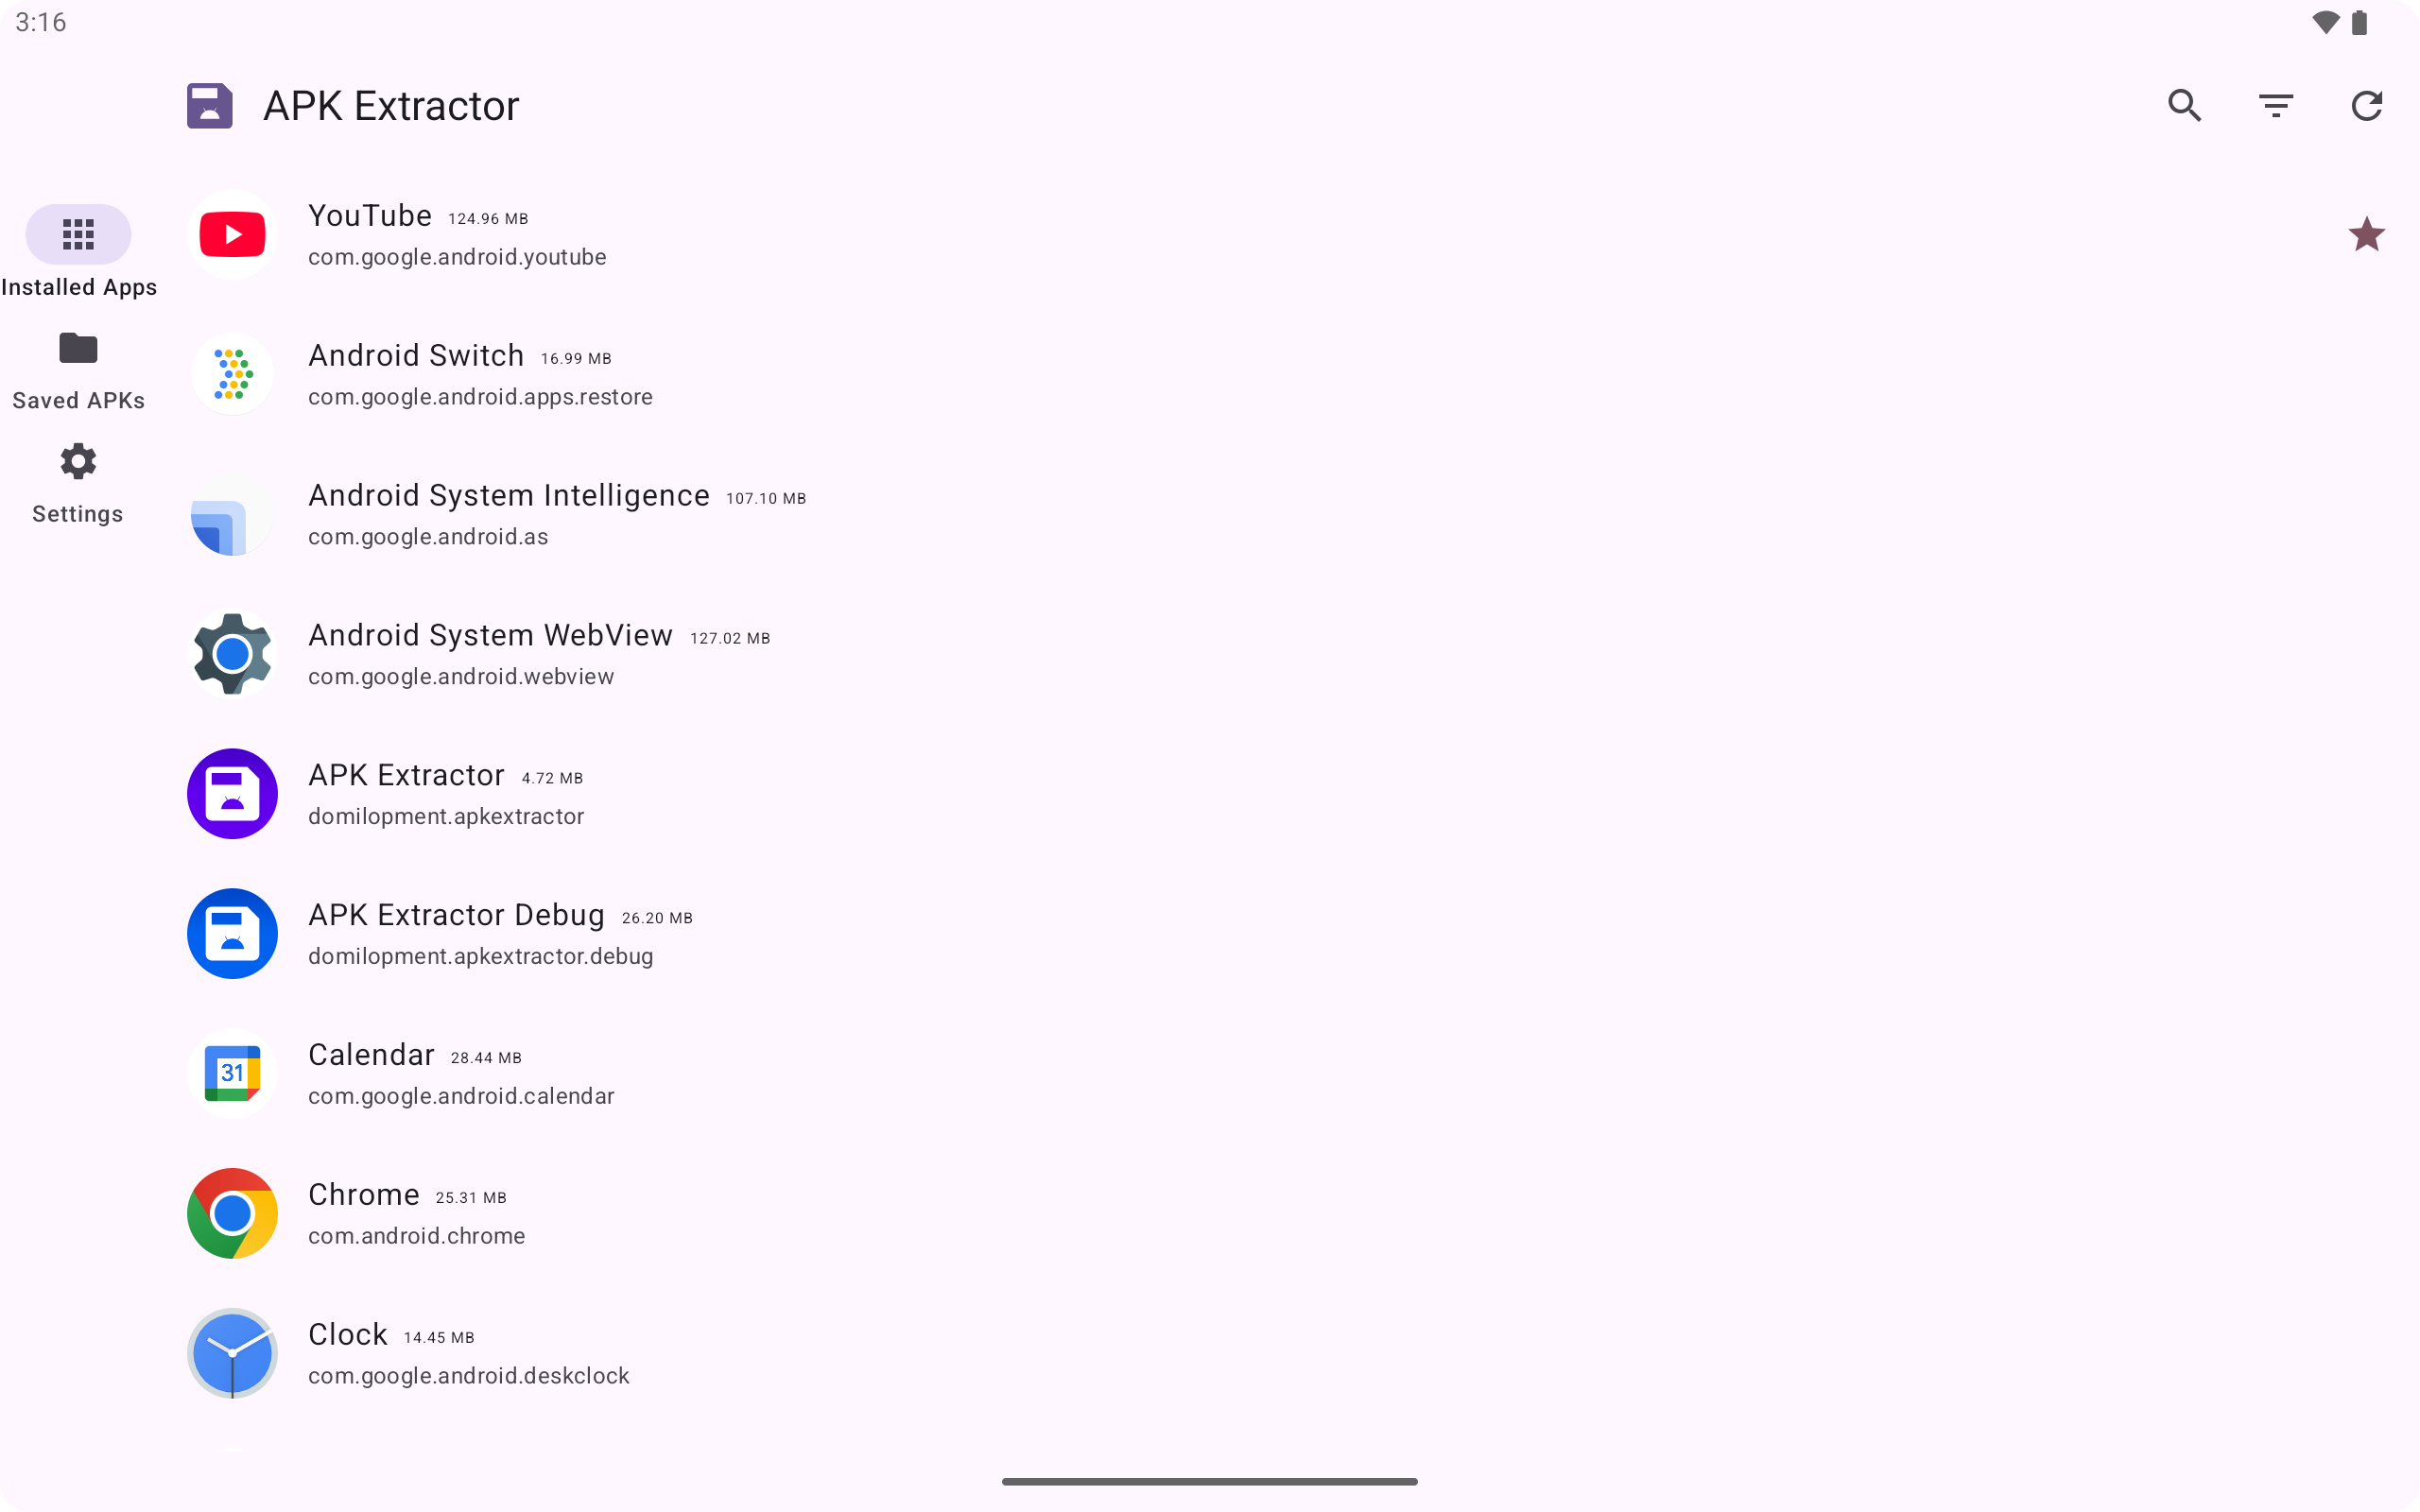 3:16
APK Extractor
Installed Apps
Saved APKs
Settings
YouTube 124.96 MB
com.google.android.youtube
Android Switch 16.99 MB
com.google.android.apps.restore
Android System Intelligence 107.10 MB
com.google.android.as
Android System WebView 127.02 MB
com.google.android.webview
APK Extractor 4.72 MB
domilopment.apkextractor
APK Extractor Debug 26.20 MB
domilopment.apkextractor.debug
Calendar 28.44 MB
31
com.google.android.calendar
Chrome 25.31 MB
com.android.chrome
Clock 14.45 MB
com.google.android.deskclock